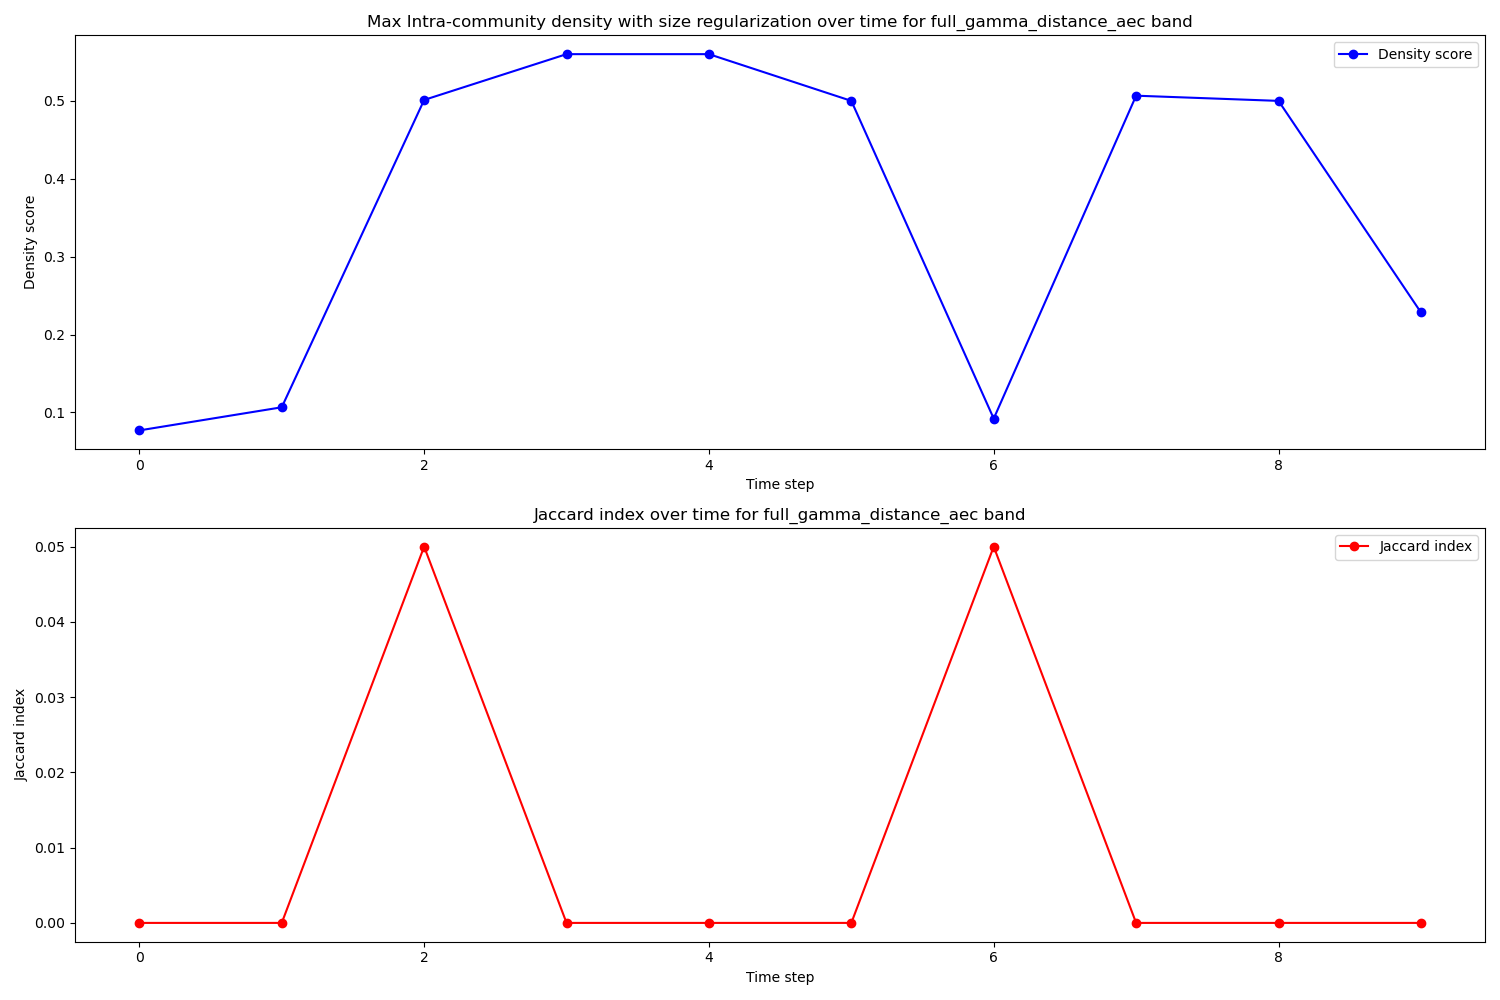 Max Intra-community density with size regularization over time for full_gamma_distance_aec band
Density score
Density score
0.5
0.4
0.3
0.2
0.1
0 2 4 6 8
Time step
Jaccard index over time for full_gamma_distance_aec band
Jaccard index
Jaccard index
0.05
0.04
0.03
0.02
0.01
0.00
0 2 4 6 8
Time step